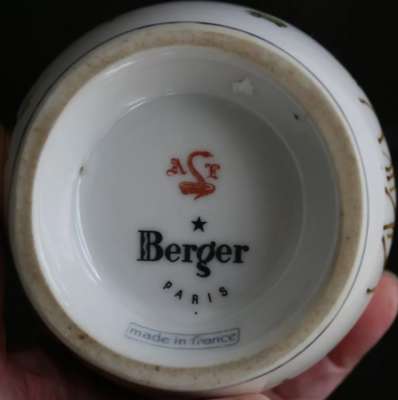 A F
Berger
PARIS
made in france